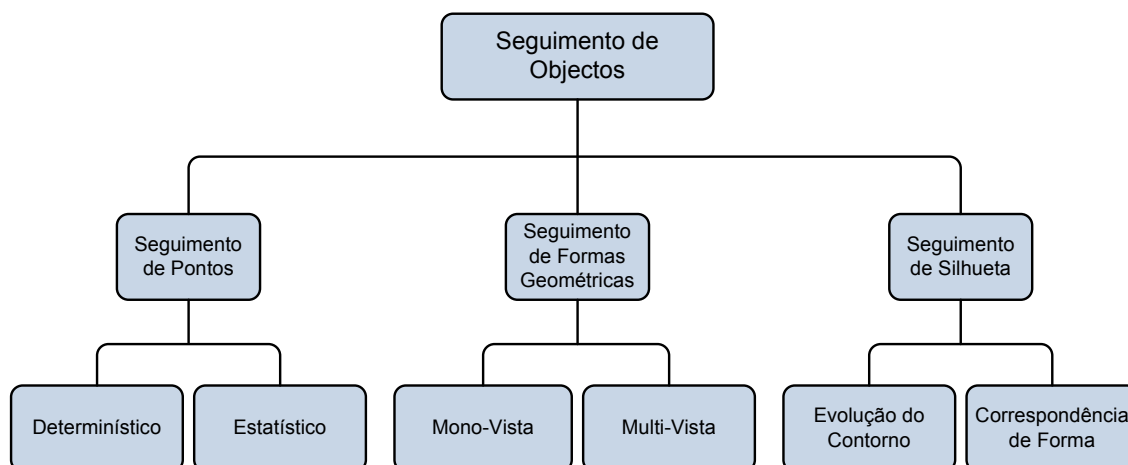 Seguimento de
Objectos
Seguimento
de Pontos
Seguimento
de Formas
Geométricas
Seguimento
de Silhueta
Determinístico
Estatístico
Mono-Vista
Multi-Vista
Evolução do
Contorno
Correspondência
de Forma